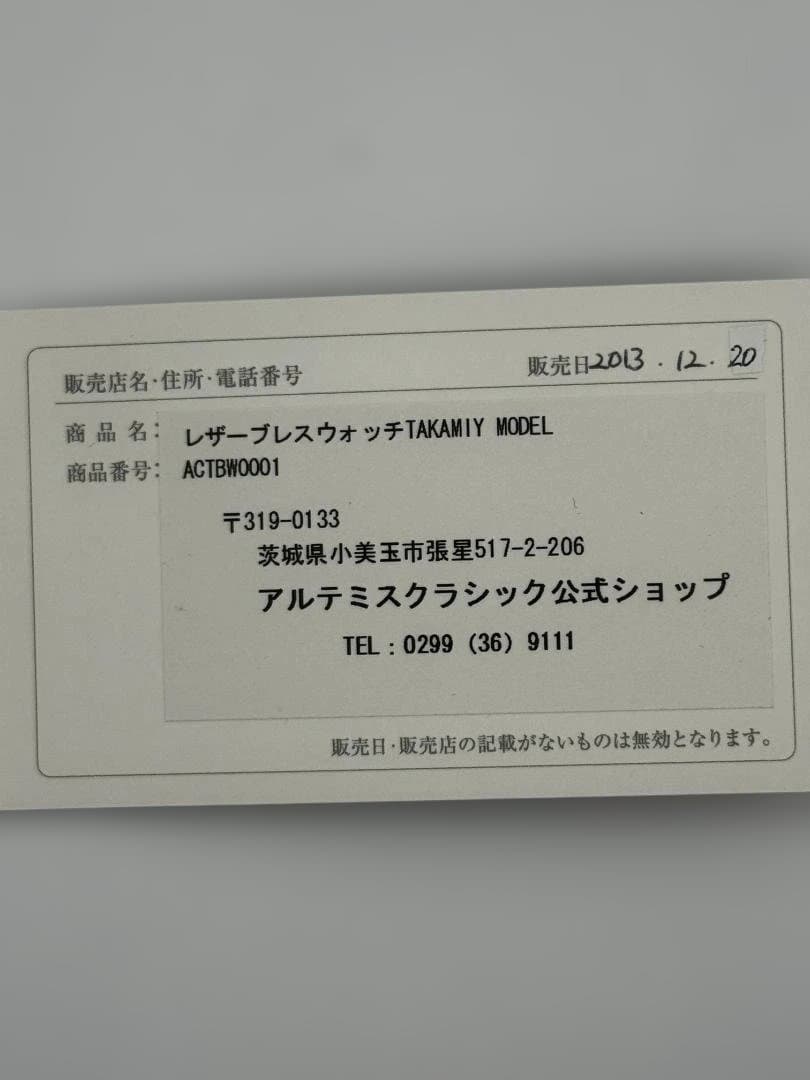 販売店名・住所・電話番号 販売日2013.12.20
商品名：レザーブレスウォッチTAKAMIY MODEL
商品番号：ACTBW0001
〒319-0133
茨城県小美玉市張星517-2-206
アルテミスクラシック公式ショップ
TEL：0299（36）9111
販売日・販売店の記載がないものは無効となります。